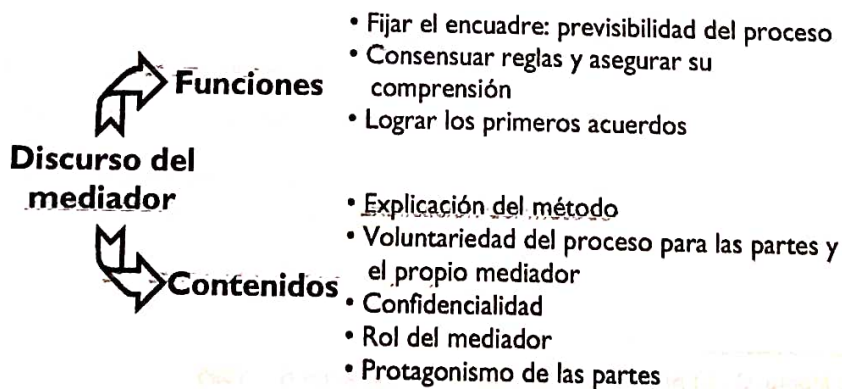 Discurso del
mediador
Funciones
• Fijar el encuadre: previsibilidad del proceso
• Consensuar reglas y asegurar su
comprensión
• Lograr los primeros acuerdos
Contenidos
• Explicación del método
• Voluntariedad del proceso para las partes y
el propio mediador
• Confidencialidad
• Rol del mediador
• Protagonismo de las partes